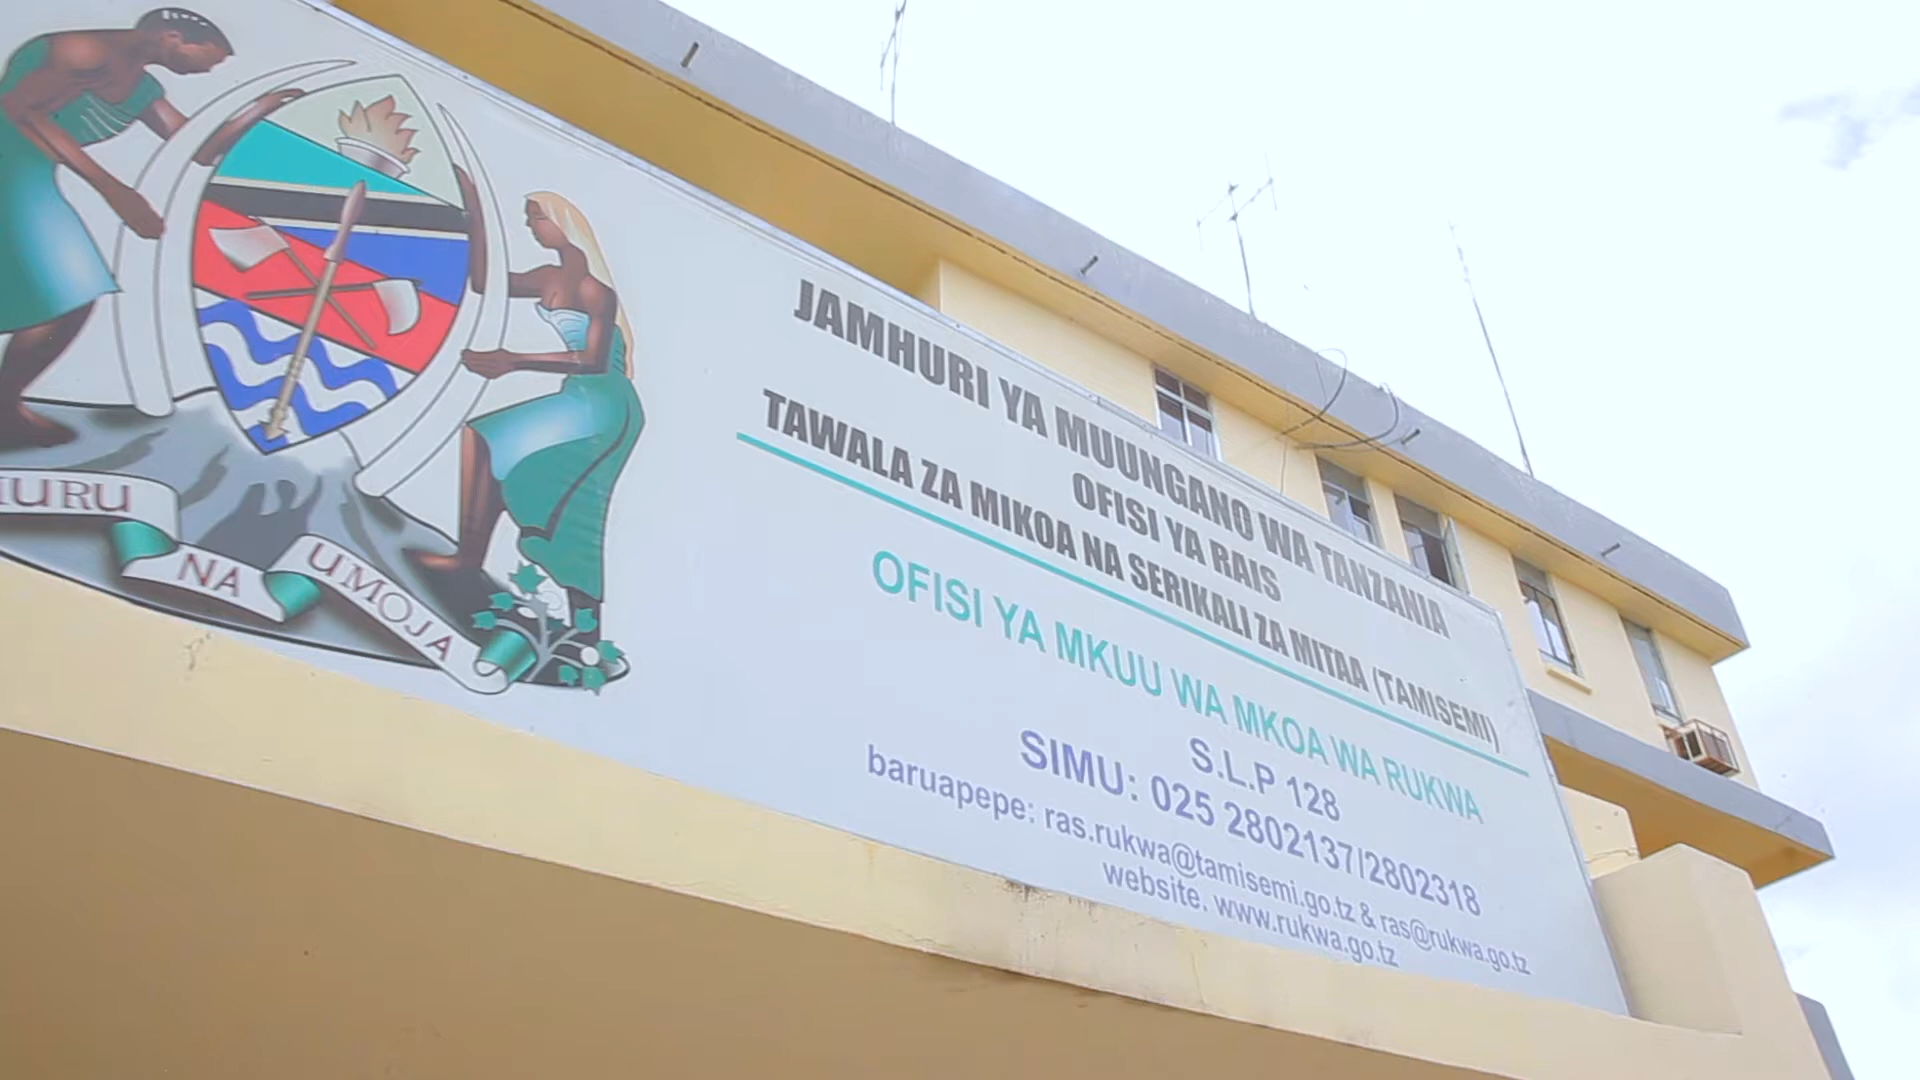 UHURU
NA
UMOJA
JAMHURI YA MUUNGANO WA TANZANIA
OFISI YA RAIS
TAWALA ZA MIKOA NA SERIKALI ZA MITAA (TAMISEMI)
OFISI YA MKUU WA MKOA WA RUKWA
S.L.P 128
SIMU: 025 2802137/2802318
baruapepe: ras.rukwa@tamisemi.go.tz & ras@rukwa.go.tz
website. www.rukwa.go.tz